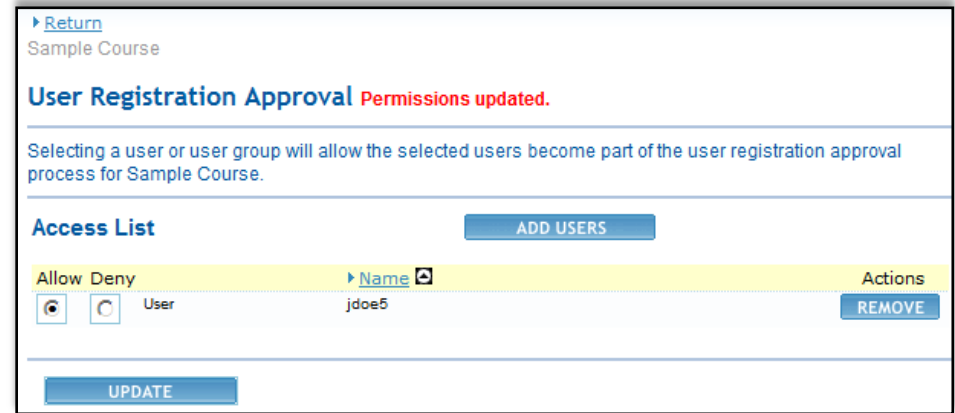 Return
Sample Course
User Registration Approval Permissions updated.
Selecting a user or user group will allow the selected users become part of the user registration approval
process for Sample Course.
Access List ADD USERS
Allow Deny Name Actions
User jdoe5 REMOVE
UPDATE